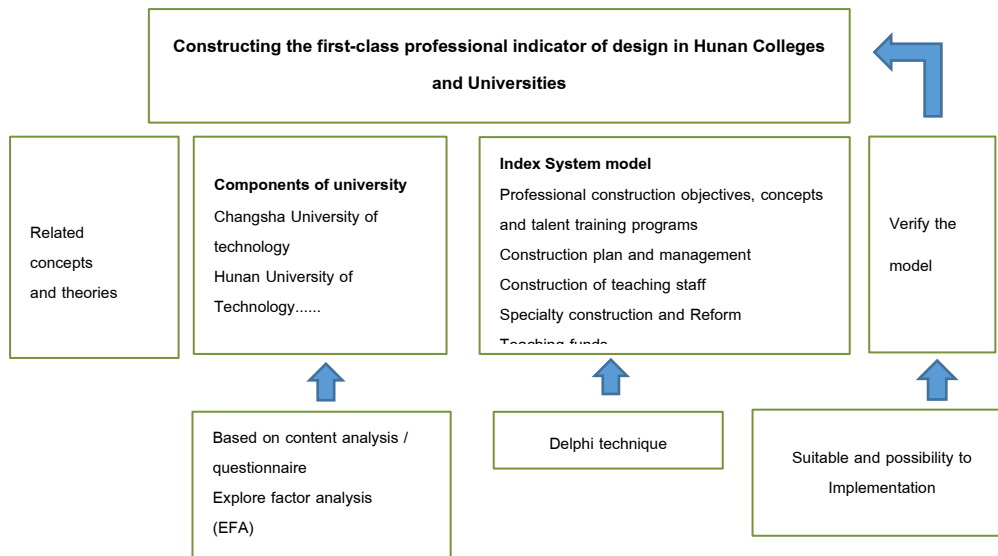 Constructing the first-class professional indicator of design in Hunan Colleges
and Universities
Related
concepts
and theories
Components of university
Changsha University of
technology
Hunan University of
Technology......
Index System model
Professional construction objectives, concepts
and talent training programs
Construction plan and management
Construction of teaching staff
Specialty construction and Reform
Teaching funds
Verify the
model
Based on content analysis /
questionnaire
Explore factor analysis
(EFA)
Delphi technique
Suitable and possibility to
Implementation